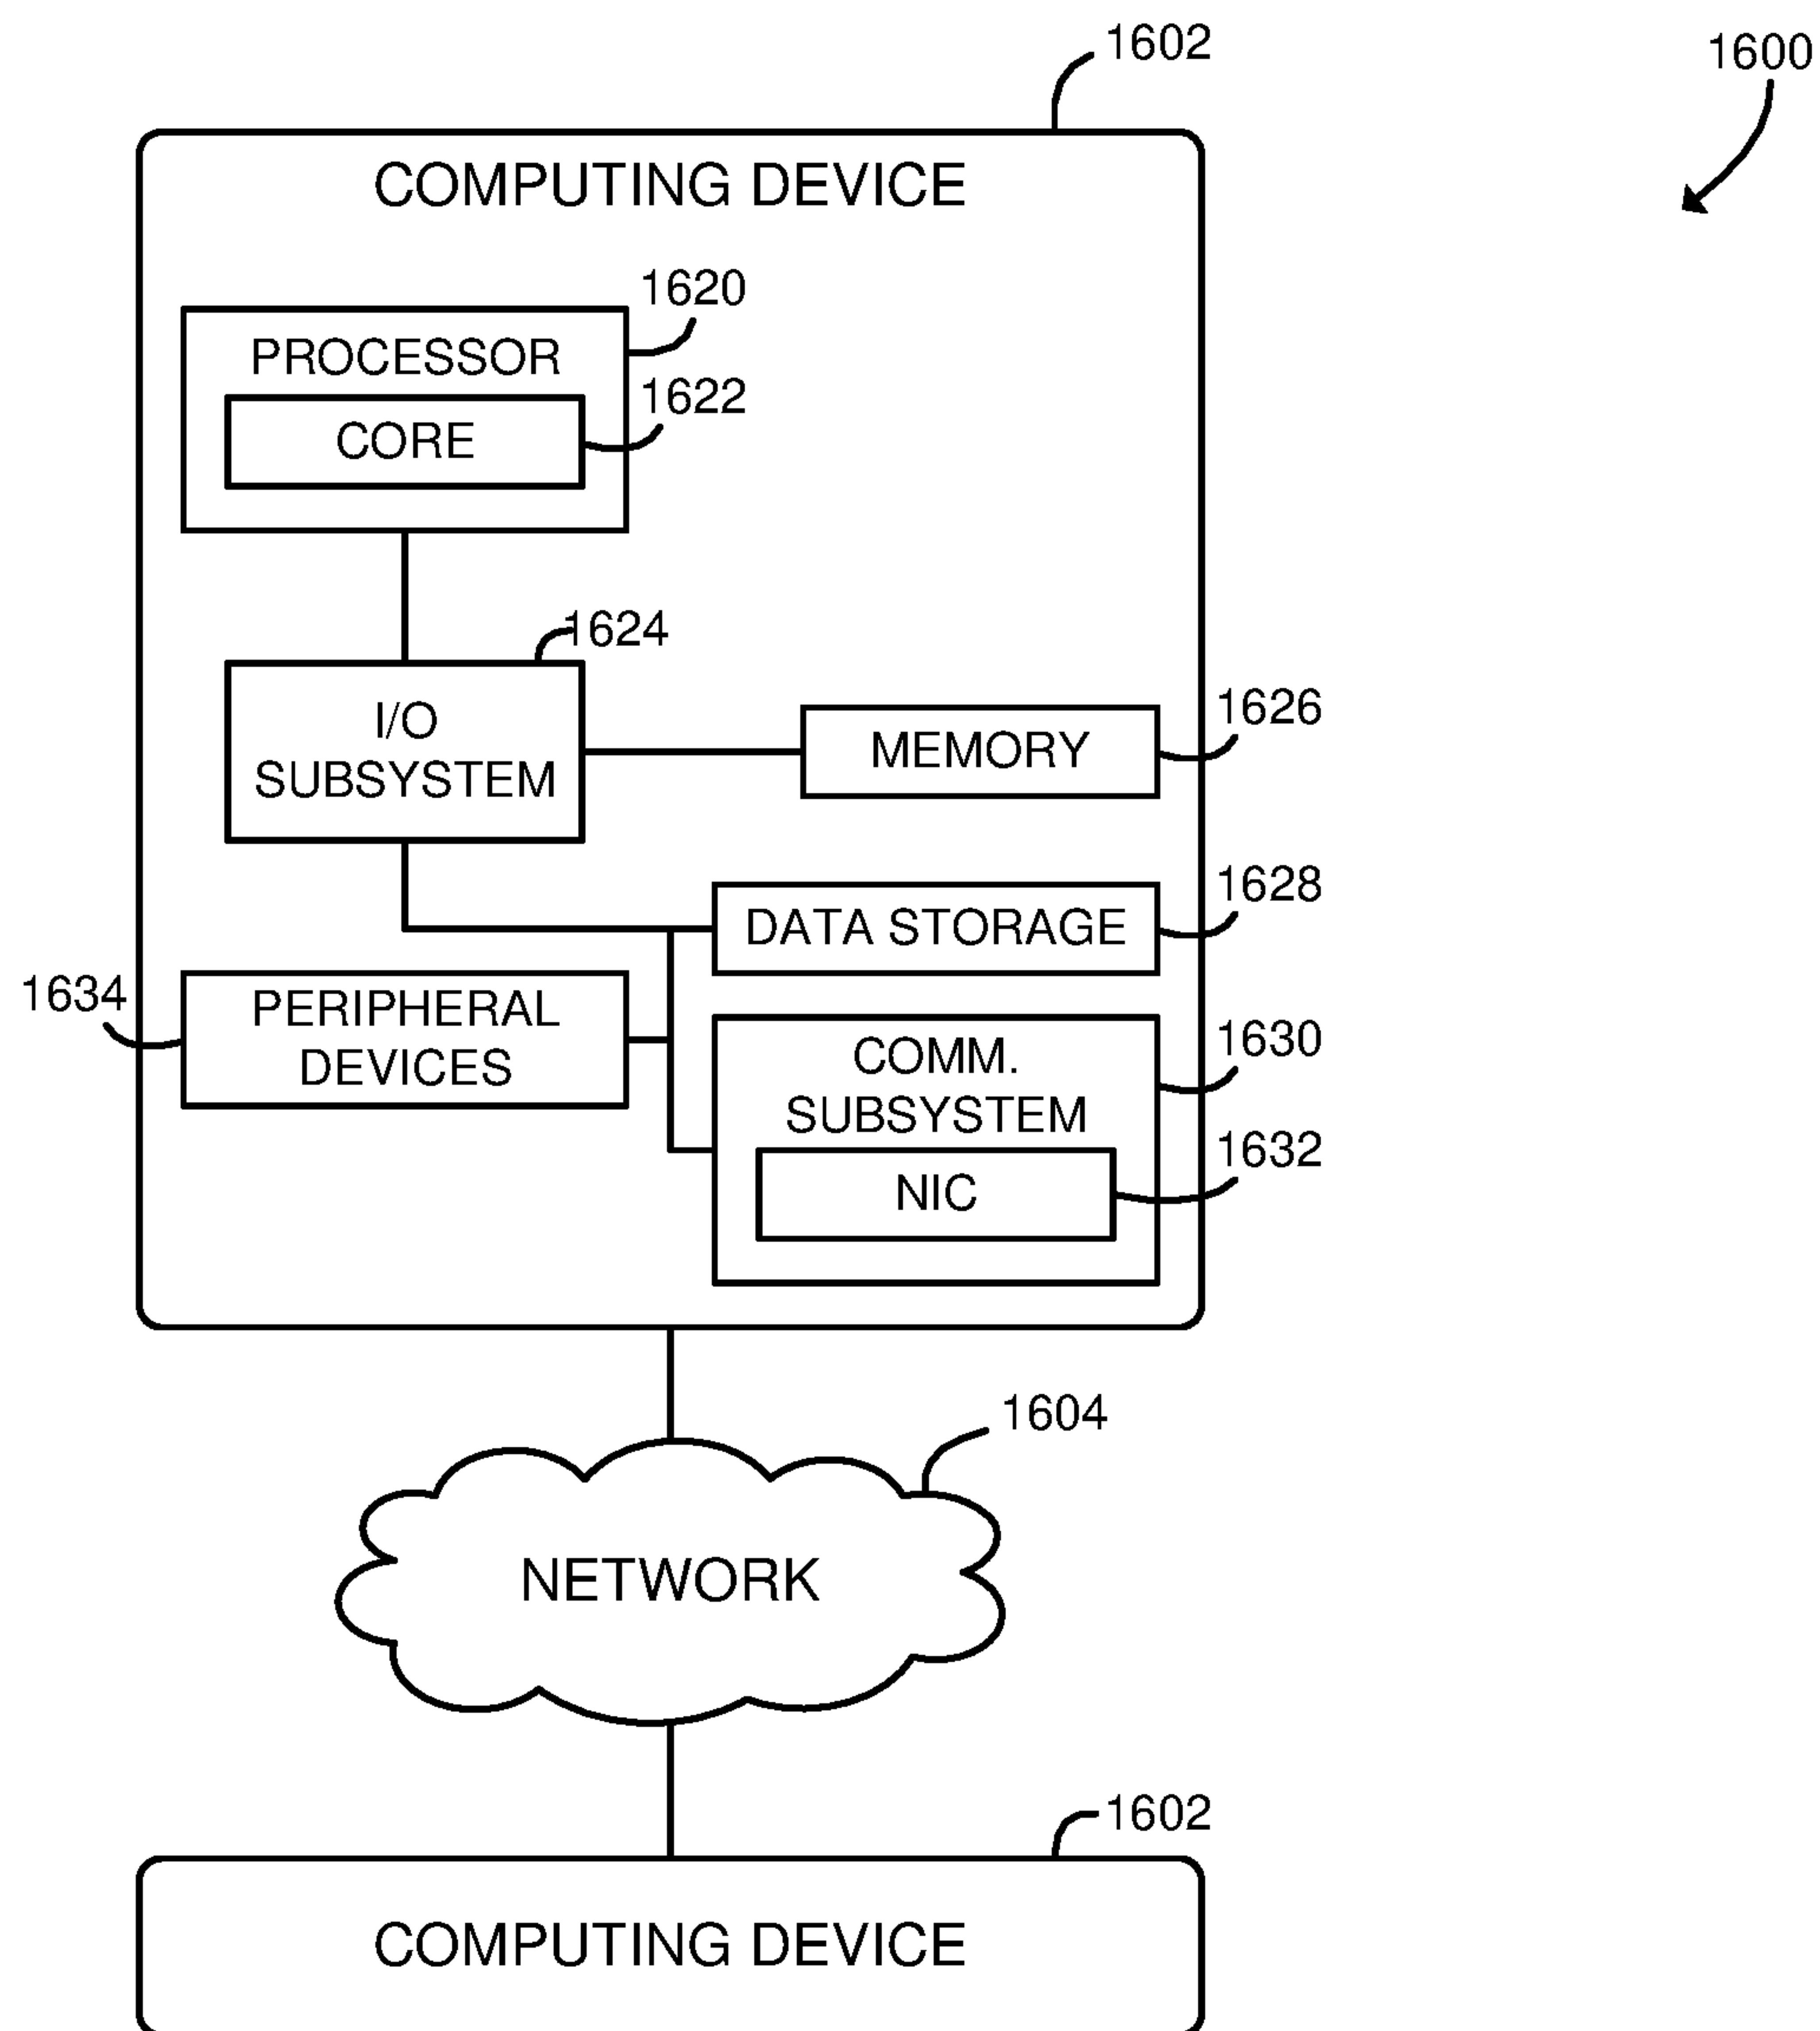 1602
1600
COMPUTING DEVICE
1620
PROCESSOR
1622
CORE
1624
I/O
SUBSYSTEM
1626
MEMORY
1628
DATA STORAGE
1634
PERIPHERAL
DEVICES
1630
COMM.
SUBSYSTEM
1632
NIC
1604
NETWORK
1602
COMPUTING DEVICE